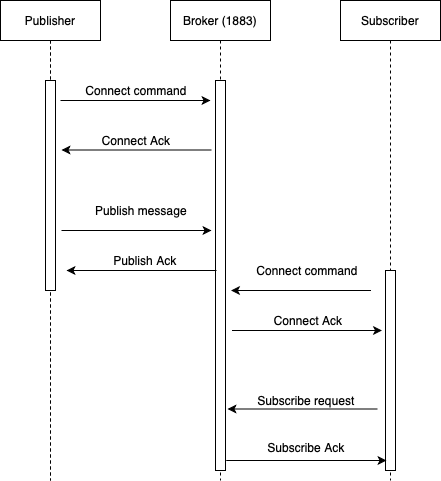 Publisher
Broker (1883)
Subscriber
Connect command
Connect Ack
Publish message
Publish Ack
Connect command
Connect Ack
Subscribe request
Subscribe Ack